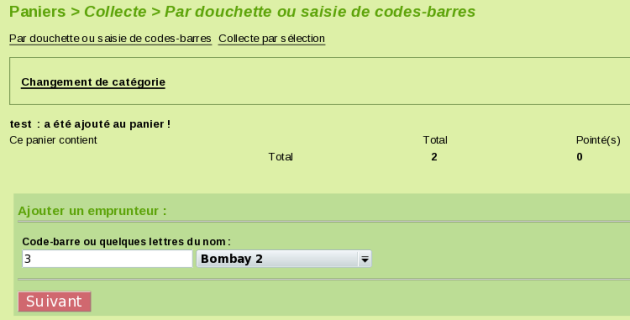 Paniers > Collecte > Par douchette ou saisie de codes-barres
Par douchette ou saisie de codes-barres Collecte par sélection
Changement de catégorie
test : a été ajouté au panier !
Ce panier contient Total Pointé(s)
Total 2 0
Ajouter un emprunteur :
Code-barre ou quelques lettres du nom :
3 Bombay 2
Suivant